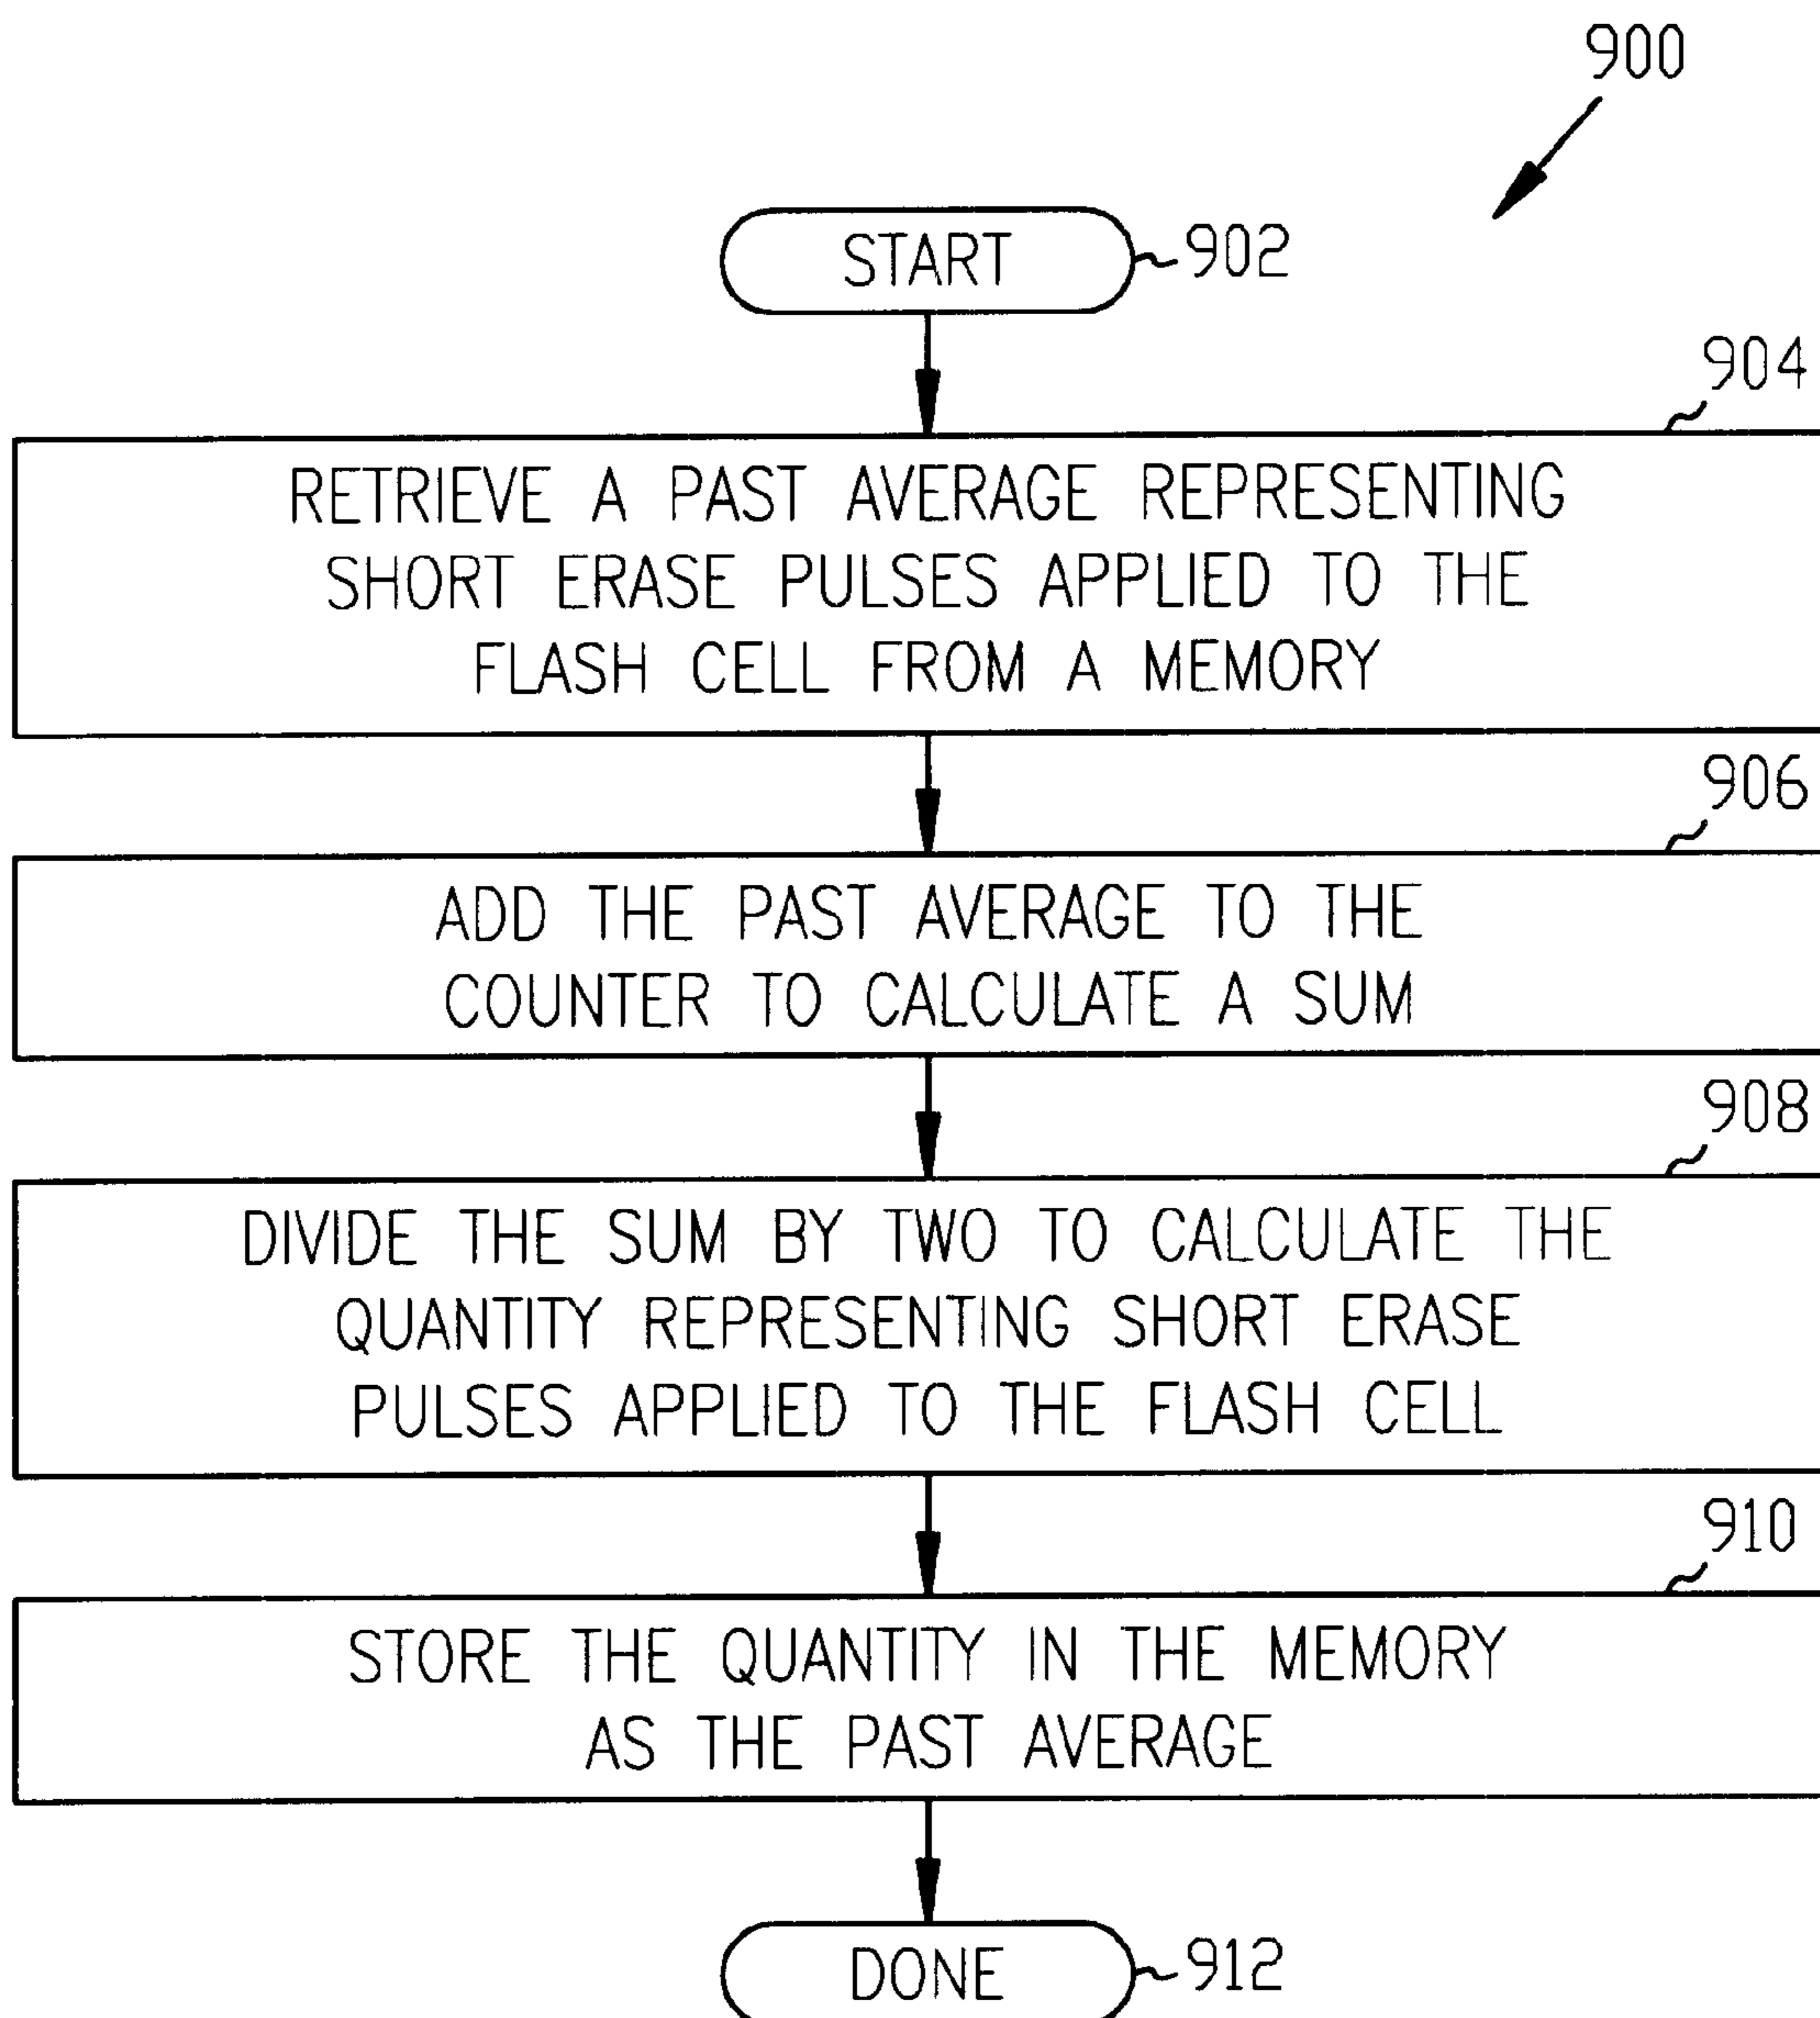 900
START
902
904
RETRIEVE A PAST AVERAGE REPRESENTING
SHORT ERASE PULSES APPLIED TO THE
FLASH CELL FROM A MEMORY
906
ADD THE PAST AVERAGE TO THE
COUNTER TO CALCULATE A SUM
908
DIVIDE THE SUM BY TWO TO CALCULATE THE
QUANTITY REPRESENTING SHORT ERASE
PULSES APPLIED TO THE FLASH CELL
910
STORE THE QUANTITY IN THE MEMORY
AS THE PAST AVERAGE
DONE
912